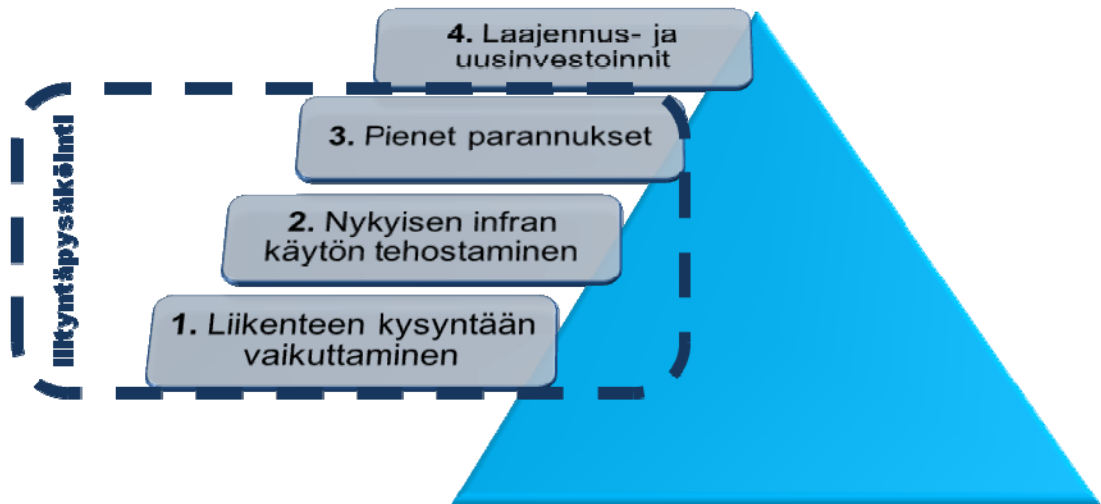 4. Laajennus- ja
uusinvestoinnit
3. Pienet parannukset
2. Nykyisen infran
käytön tehostaminen
1. Liikenteen kysyntään
vaikuttaminen
liityntäpysäköinti